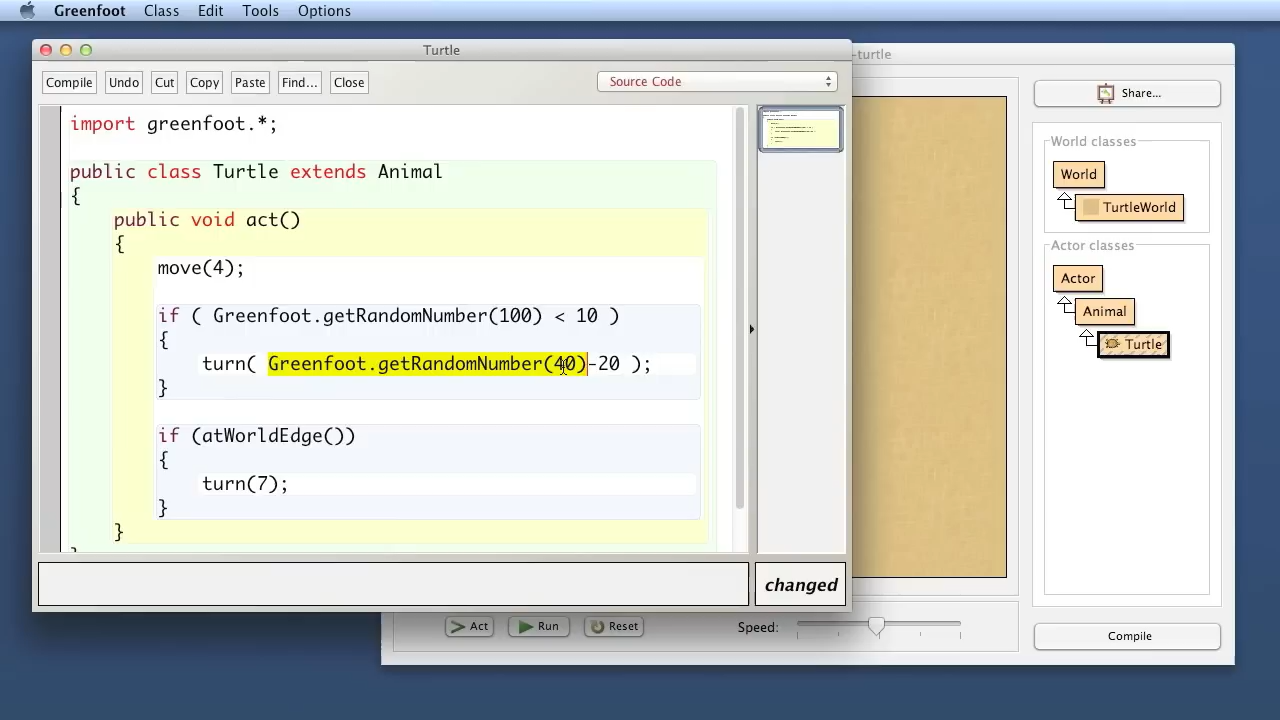 Greenfoot Class Edit Tools Options
Turtle
-turtle
Compile Undo Cut Copy Paste Find... Close Source Code
Share...
import greenfoot.*;
public class Turtle extends Animal
{
public void act()
{
move(4);
if ( Greenfoot.getRandomNumber(100) < 10 )
{
turn( Greenfoot.getRandomNumber(40)-20 );
}
if (atWorldEdge())
{
turn(7);
}
}
World classes
World
TurtleWorld
Actor classes
Actor
Animal
Turtle
changed
Act Run Reset Speed:
Compile